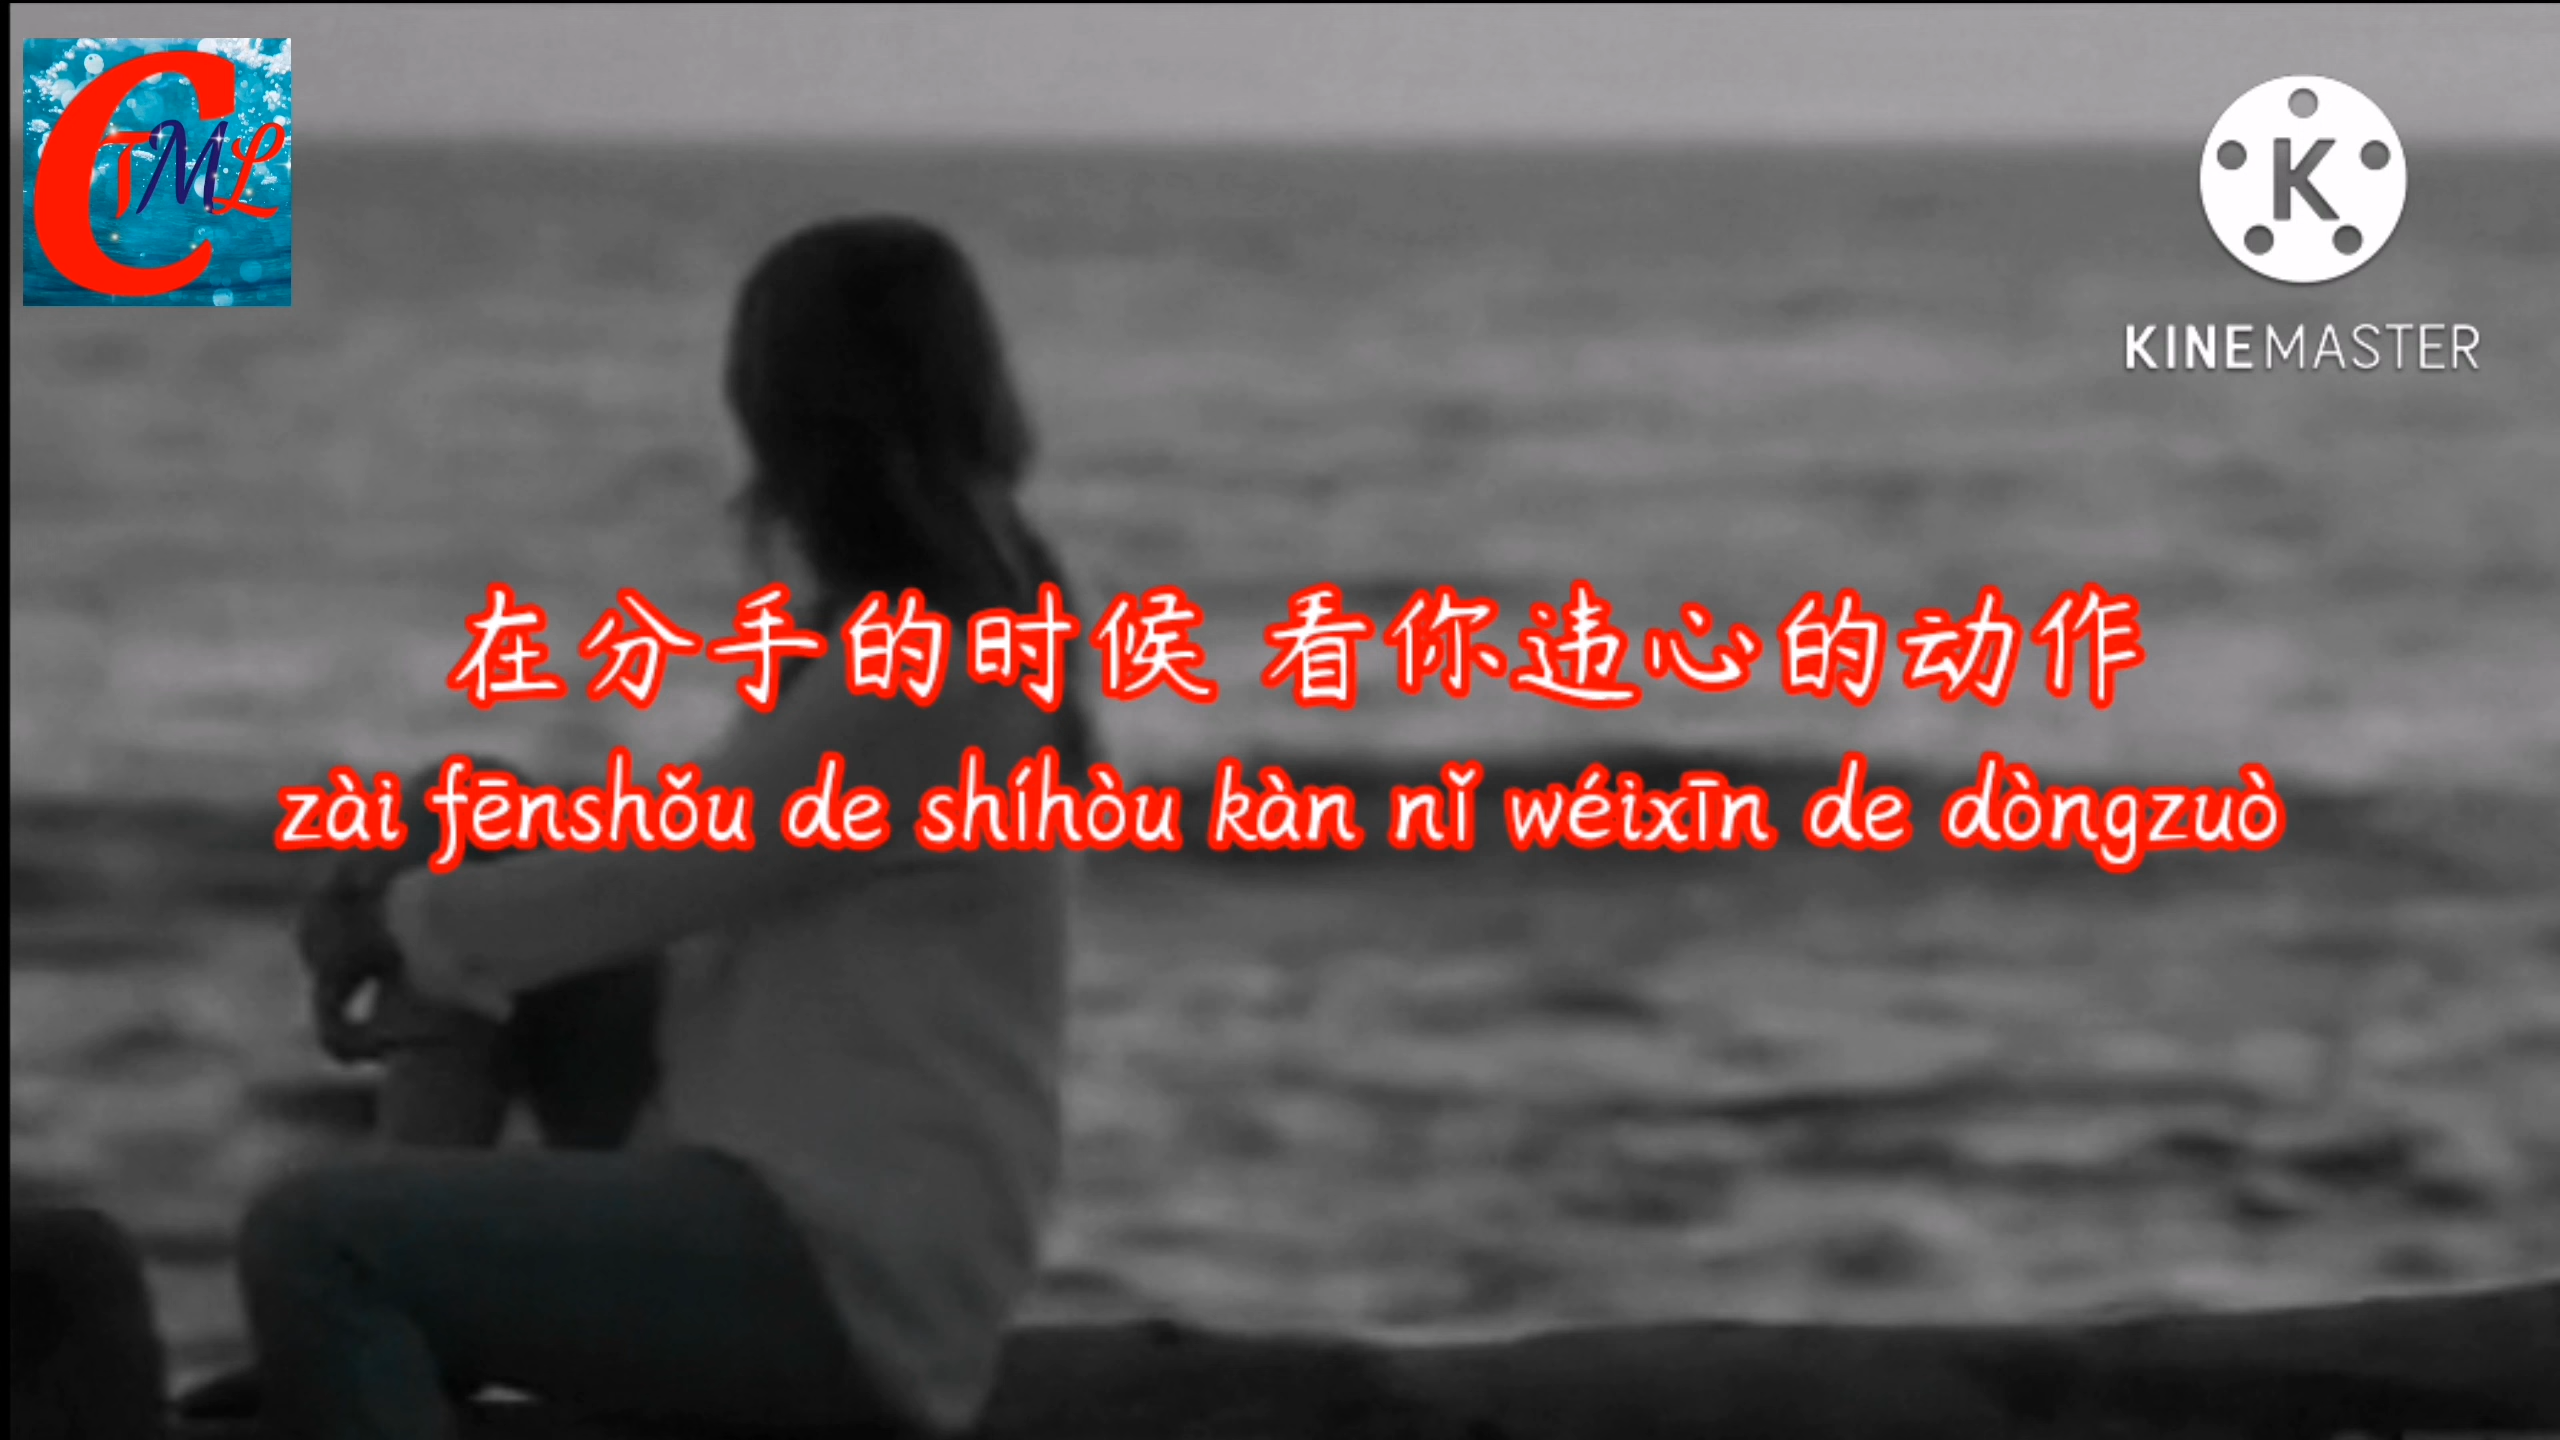 CTML
K
KINEMASTER
在分手的时候 看你违心的动作
zài fēnshǒu de shíhòu kàn nǐ wéixīn de dòngzuò